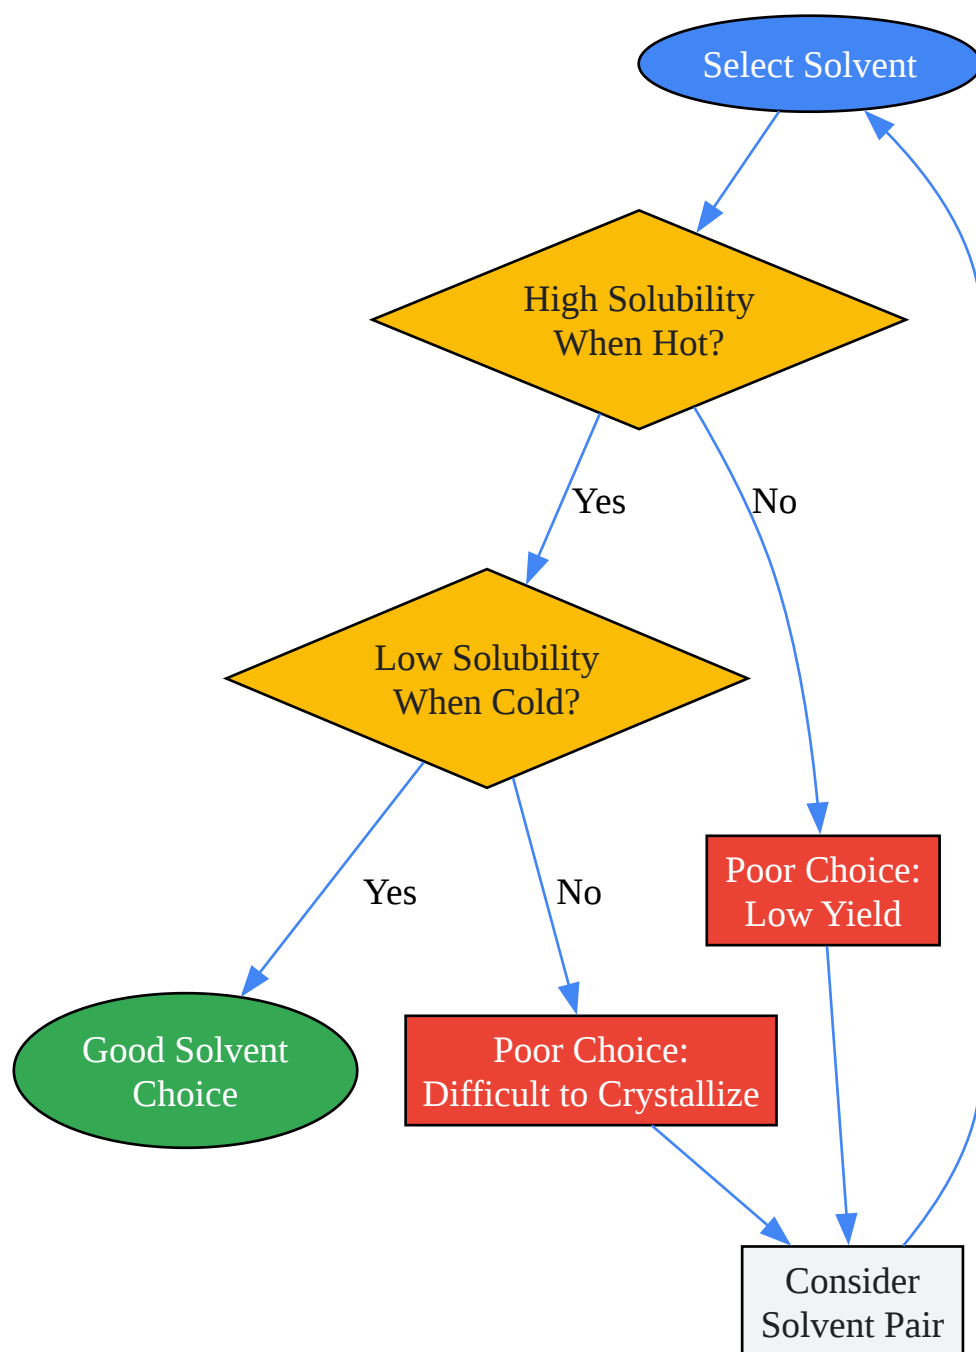 Select Solvent
High Solubility
When Hot?
Yes
No
Low Solubility
When Cold?
Poor Choice:
Low Yield
Yes
No
Good Solvent
Choice
Poor Choice:
Difficult to Crystallize
Consider
Solvent Pair